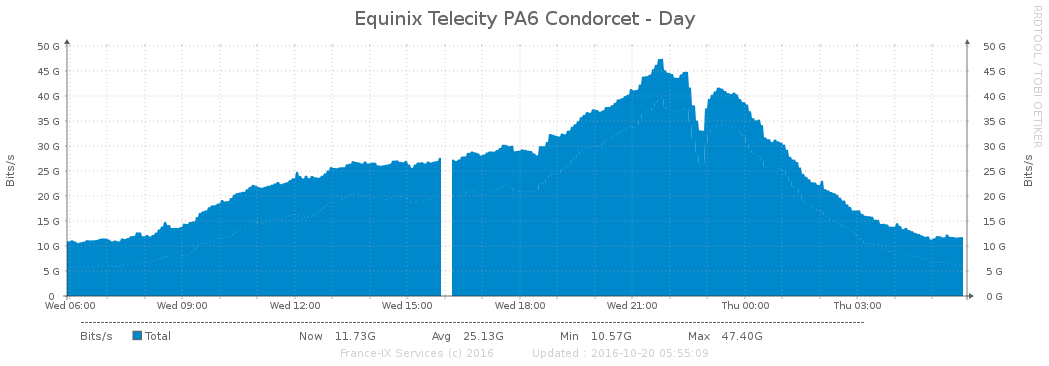 Equinix Telecity PA6 Condorcet - Day
RRDTOOL / TOBI OETIKER
Bits/s
50 G 50 G
45 G 45 G
40 G 40 G
35 G 35 G
30 G 30 G
25 G 25 G
20 G 20 G
15 G 15 G
10 G 10 G
5 G 5 G
0 0 G
Bits/s
Wed 06:00 Wed 09:00 Wed 12:00 Wed 15:00 Wed 18:00 Wed 21:00 Thu 00:00 Thu 03:00
Bits/s Total Now 11.73G Avg 25.13G Min 10.57G Max 47.40G
France-IX Services (c) 2016 Updated : 2016-10-20 05:55:09